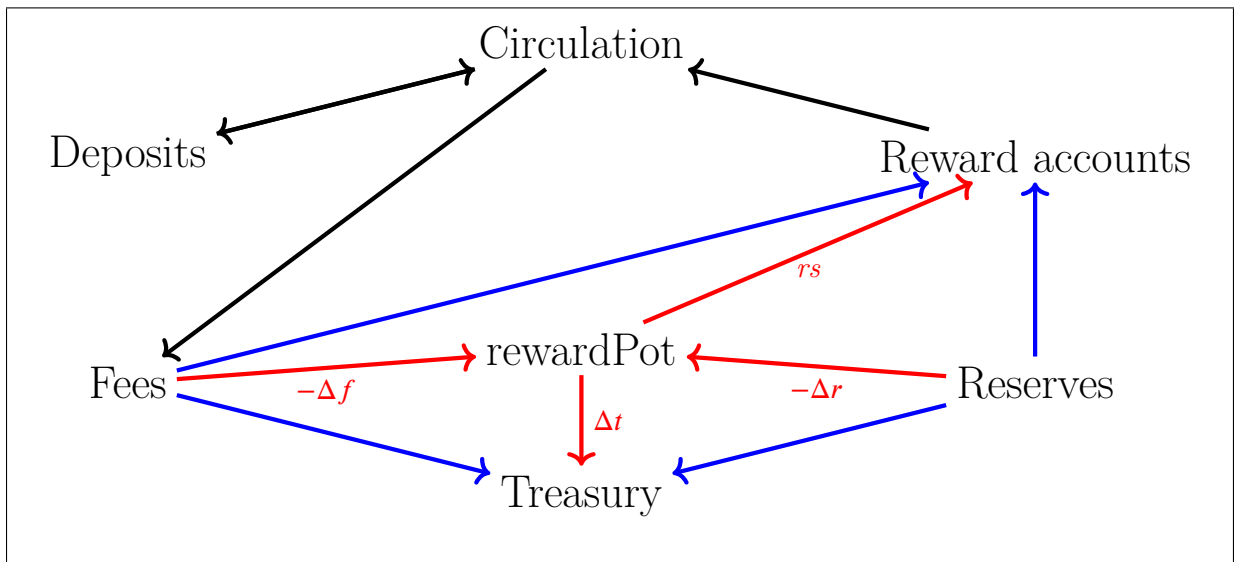 Circulation
Deposits
Reward accounts
rs
rewardPot
Fees
−Δf
−Δr
Reserves
Δt
Treasury